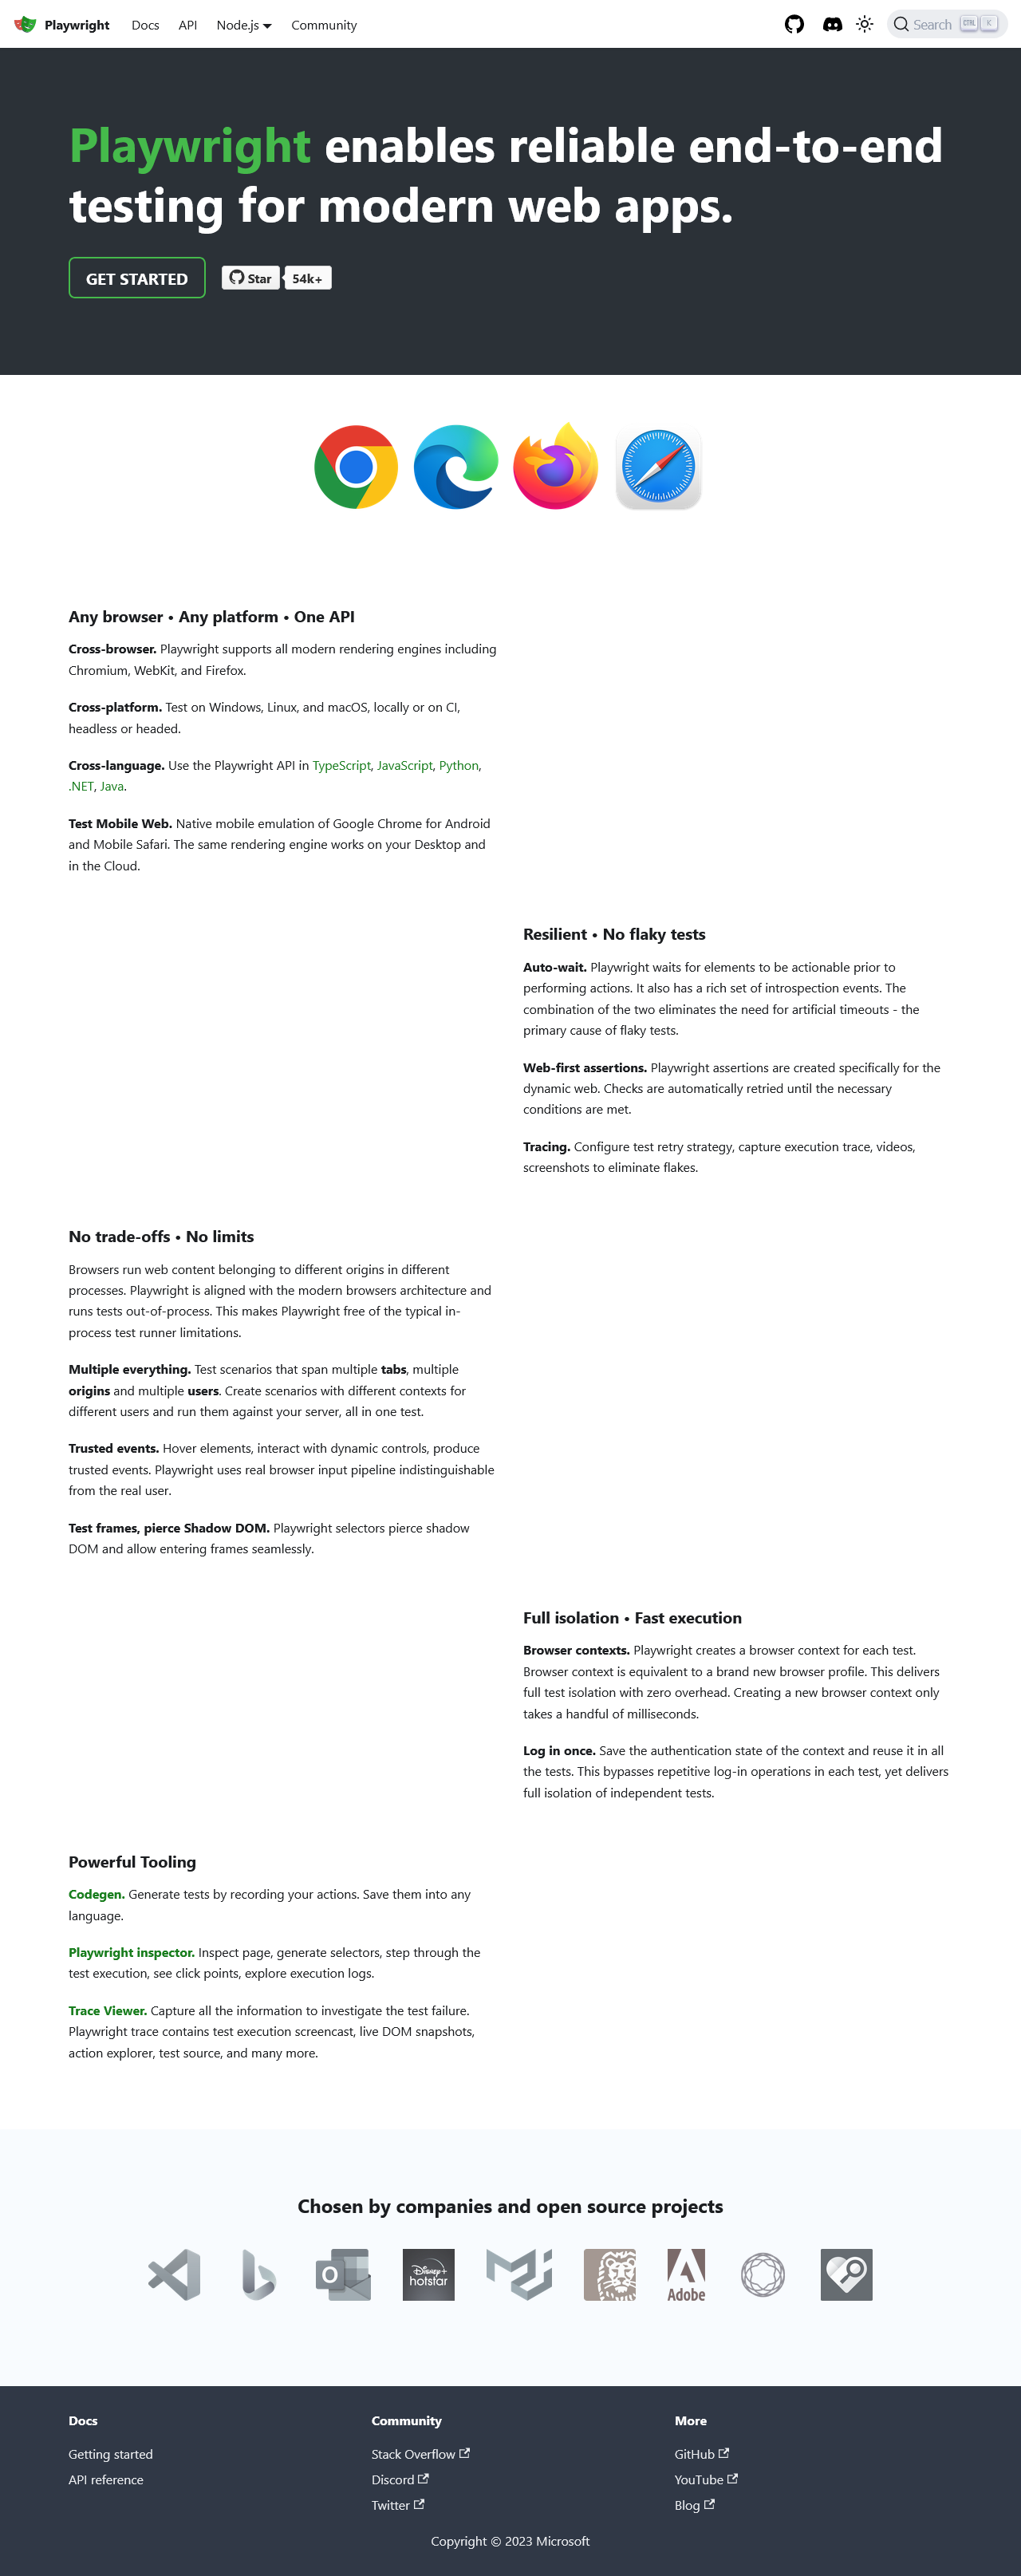 Playwright Docs API Node.js Community Search CTRL K
Playwright enables reliable end-to-end
testing for modern web apps.
GET STARTED Star 54k+
Any browser • Any platform • One API
Cross-browser. Playwright supports all modern rendering engines including
Chromium, WebKit, and Firefox.
Cross-platform. Test on Windows, Linux, and macOS, locally or on CI,
headless or headed.
Cross-language. Use the Playwright API in TypeScript, JavaScript, Python,
.NET, Java.
Test Mobile Web. Native mobile emulation of Google Chrome for Android
and Mobile Safari. The same rendering engine works on your Desktop and
in the Cloud.
Resilient • No flaky tests
Auto-wait. Playwright waits for elements to be actionable prior to
performing actions. It also has a rich set of introspection events. The
combination of the two eliminates the need for artificial timeouts - the
primary cause of flaky tests.
Web-first assertions. Playwright assertions are created specifically for the
dynamic web. Checks are automatically retried until the necessary
conditions are met.
Tracing. Configure test retry strategy, capture execution trace, videos,
screenshots to eliminate flakes.
No trade-offs • No limits
Browsers run web content belonging to different origins in different
processes. Playwright is aligned with the modern browsers architecture and
runs tests out-of-process. This makes Playwright free of the typical in-
process test runner limitations.
Multiple everything. Test scenarios that span multiple tabs, multiple
origins and multiple users. Create scenarios with different contexts for
different users and run them against your server, all in one test.
Trusted events. Hover elements, interact with dynamic controls, produce
trusted events. Playwright uses real browser input pipeline indistinguishable
from the real user.
Test frames, pierce Shadow DOM. Playwright selectors pierce shadow
DOM and allow entering frames seamlessly.
Full isolation • Fast execution
Browser contexts. Playwright creates a browser context for each test.
Browser context is equivalent to a brand new browser profile. This delivers
full test isolation with zero overhead. Creating a new browser context only
takes a handful of milliseconds.
Log in once. Save the authentication state of the context and reuse it in all
the tests. This bypasses repetitive log-in operations in each test, yet delivers
full isolation of independent tests.
Powerful Tooling
Codegen. Generate tests by recording your actions. Save them into any
language.
Playwright inspector. Inspect page, generate selectors, step through the
test execution, see click points, explore execution logs.
Trace Viewer. Capture all the information to investigate the test failure.
Playwright trace contains test execution screencast, live DOM snapshots,
action explorer, test source, and many more.
Chosen by companies and open source projects
O
Disney+
hotstar
Adobe
Docs
Getting started
API reference
Community
Stack Overflow
Discord
Twitter
More
GitHub
YouTube
Blog
Copyright © 2023 Microsoft